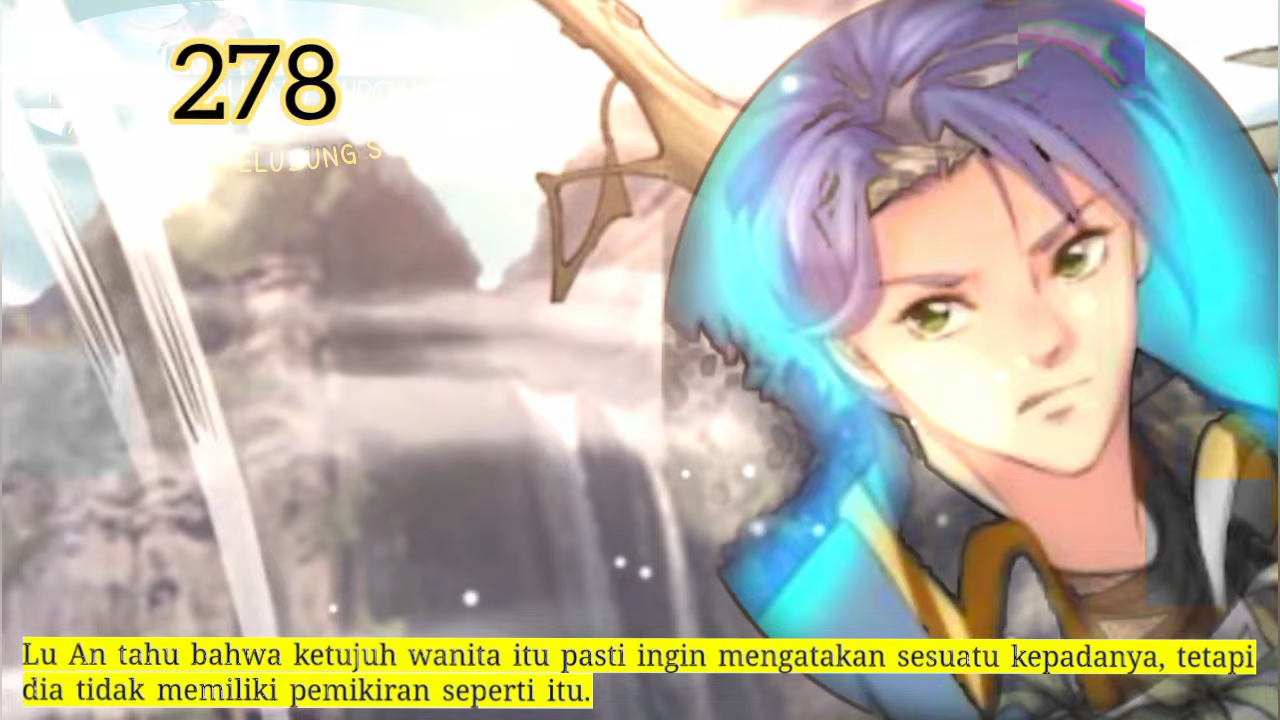 278
ELUBUNG S
Lu An tahu bahwa ketujuh wanita itu pasti ingin mengatakan sesuatu kepadanya, tetapi
dia tidak memiliki pemikiran seperti itu.